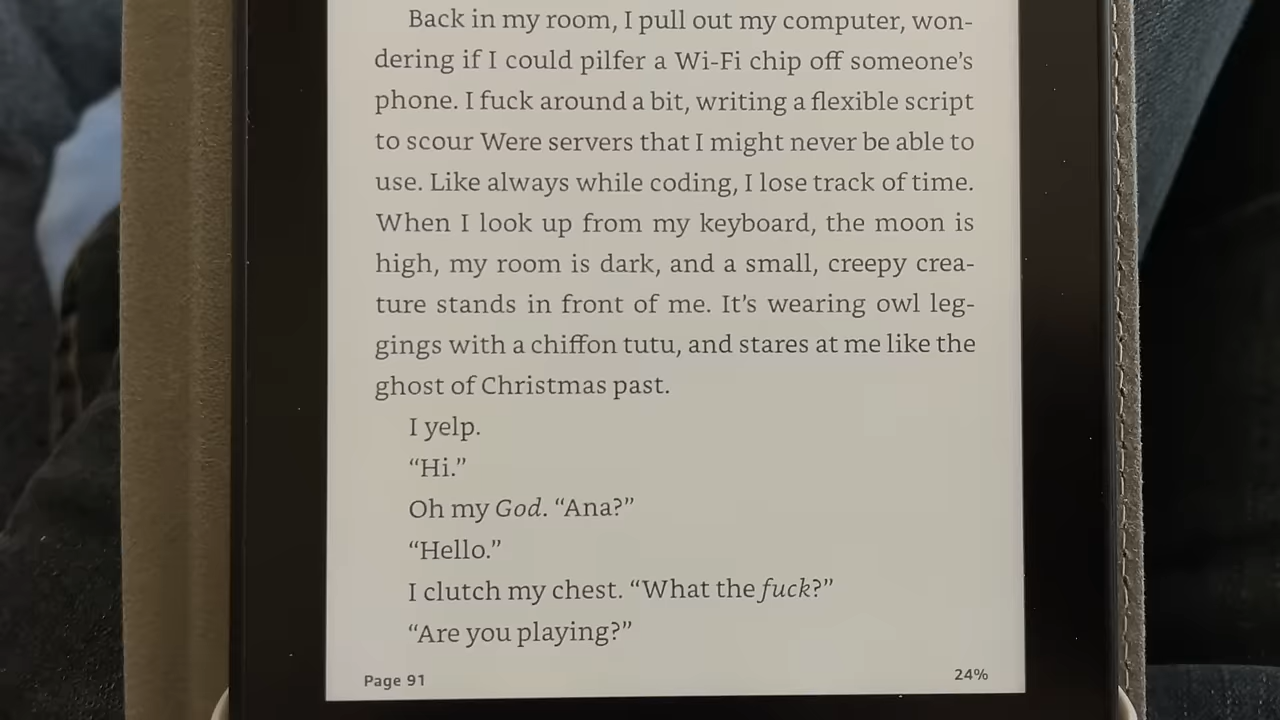 Back in my room, I pull out my computer, won-
dering if I could pilfer a Wi-Fi chip off someone’s
phone. I fuck around a bit, writing a flexible script
to scour Were servers that I might never be able to
use. Like always while coding, I lose track of time.
When I look up from my keyboard, the moon is
high, my room is dark, and a small, creepy crea-
ture stands in front of me. It’s wearing owl leg-
gings with a chiffon tutu, and stares at me like the
ghost of Christmas past.
I yelp.
“Hi.”
Oh my God. “Ana?”
“Hello.”
I clutch my chest. “What the fuck?”
“Are you playing?”
Page 91
24%